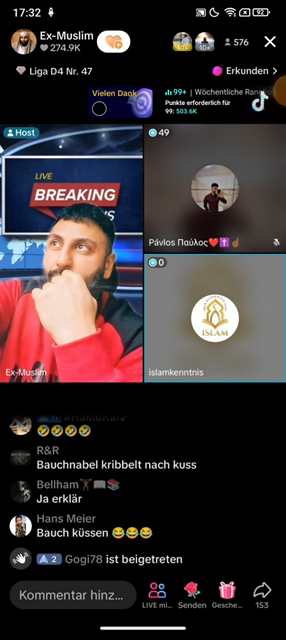 17:32
92
Ex-Muslim
274.9K
10+
576
Liga D4 Nr. 47
Erkunden >
Vielen Dank
99+ | Wöchentliche Rang
Punkte erforderlich für
99: 503.6K
Host
49
LIVE
BREAKING
Pávlos Παύλος
0
iSLAM
Ex-Muslim
islamkenntnis
R&R
Bauchnabel kribbelt nach kuss
Bellham
Ja erklär
Hans Meier
Bauch küssen
2 Gogi78 ist beigetreten
Kommentar hinz...
LIVE mi...
Senden
Gesche...
153